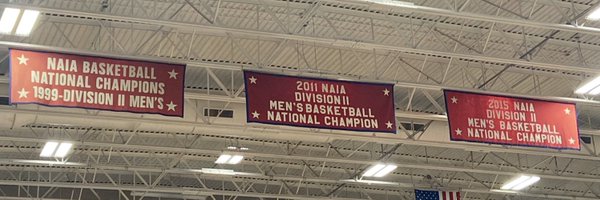 NAIA BASKETBALL
NATIONAL CHAMPIONS
1999-DIVISION II MEN'S
2011 NAIA
DIVISION II
MEN'S BASKETBALL
NATIONAL CHAMPION
2015 NAIA
DIVISION II
MEN'S BASKETBALL
NATIONAL CHAMPION